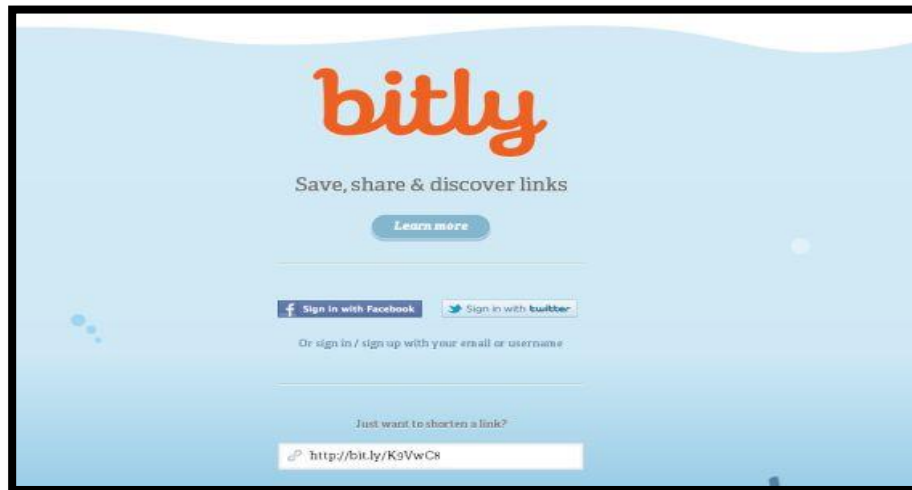 bitly
Save, share & discover links
Learn more
f Sign in with Facebook
Sign in with twitter
Or sign in / sign up with your email or username
Just want to shorten a link?
http://bit.ly/K9VwC8